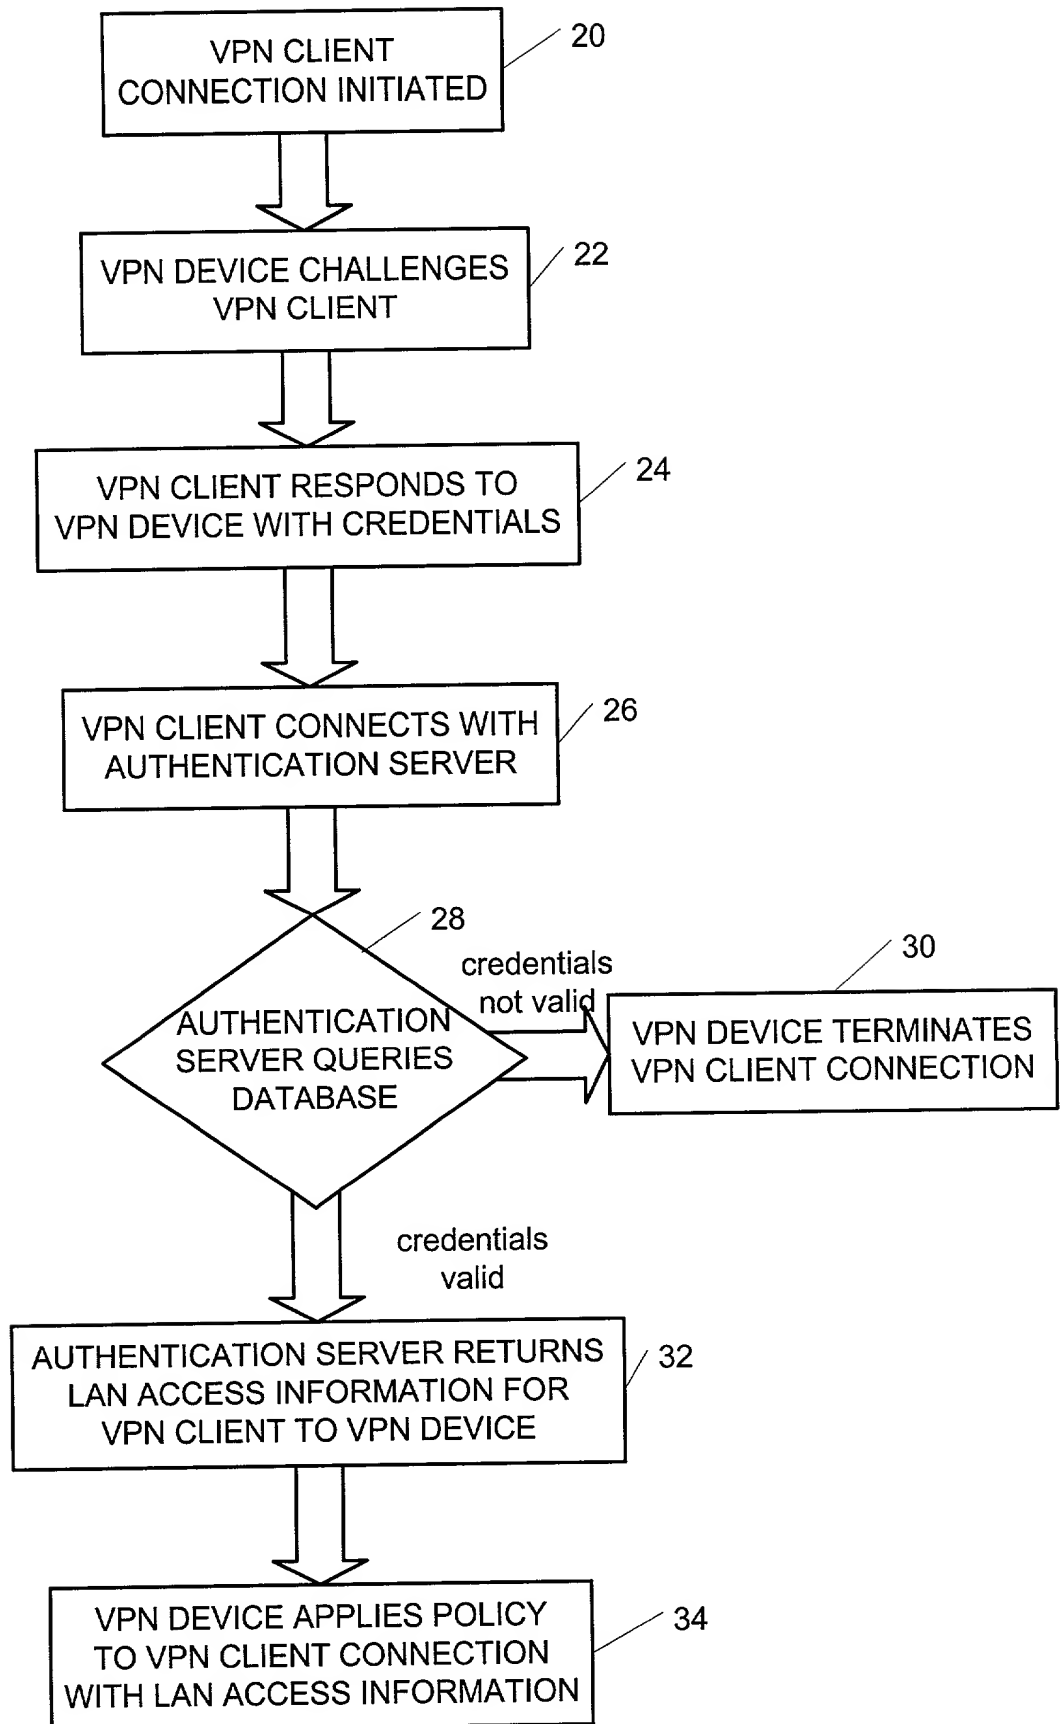 VPN CLIENT
CONNECTION INITIATED
20
VPN DEVICE CHALLENGES
VPN CLIENT
22
VPN CLIENT RESPONDS TO
VPN DEVICE WITH CREDENTIALS
24
VPN CLIENT CONNECTS WITH
AUTHENTICATION SERVER
26
AUTHENTICATION
SERVER QUERIES
DATABASE
28
credentials
not valid
VPN DEVICE TERMINATES
VPN CLIENT CONNECTION
30
credentials
valid
AUTHENTICATION SERVER RETURNS
LAN ACCESS INFORMATION FOR
VPN CLIENT TO VPN DEVICE
32
VPN DEVICE APPLIES POLICY
TO VPN CLIENT CONNECTION
WITH LAN ACCESS INFORMATION
34